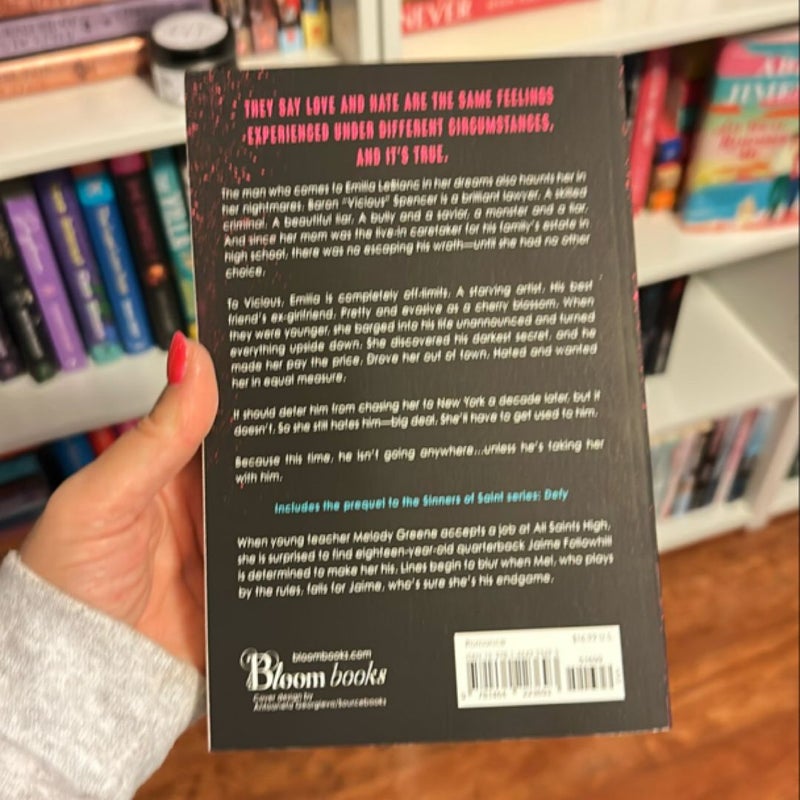 NEVER
THEY SAY LOVE AND HATE ARE THE SAME FEELINGS
EXPERIENCED UNDER DIFFERENT CIRCUMSTANCES,
AND IT'S TRUE.
The man who comes to Emilia LeBlanc in her dreams also haunts her in
her nightmares. Baron "Vicious" Spencer is a brilliant lawyer. A skilled
criminal. A beautiful liar. A bully and a savior, a monster and a liar.
And since her mom was the live-in caretaker for his family's estate in
high school, there was no escaping his wrath—until she had no other
choice.
To Vicious, Emilia is completely off-limits. A starving artist. His best
friend's ex-girlfriend. Pretty and evasive as a cherry blossom. When
they were younger, she barged into his life unannounced and turned
everything upside down. She discovered his darkest secret, and he
made her pay the price. Drove her out of town. Hated and wanted
her in equal measure.
It should deter him from chasing her to New York a decade later, but it
doesn't. So she still hates him—big deal. She'll have to get used to him.
Because this time, he isn't going anywhere...unless he's taking her
with him.
Includes the prequel to the Sinners of Saint series: Defy
When young teacher Melody Greene accepts a job at All Saints High,
she is surprised to find eighteen-year-old quarterback Jaime Followhill
is determined to make her his. Lines begin to blur when Mel, who plays
by the rules, falls for Jaime, who's sure she's his endgame.
bloombooks.com
Bloom books
Cover design by
Antoaneta Georgieva/Sourcebooks
Romance $16.99 U.S.